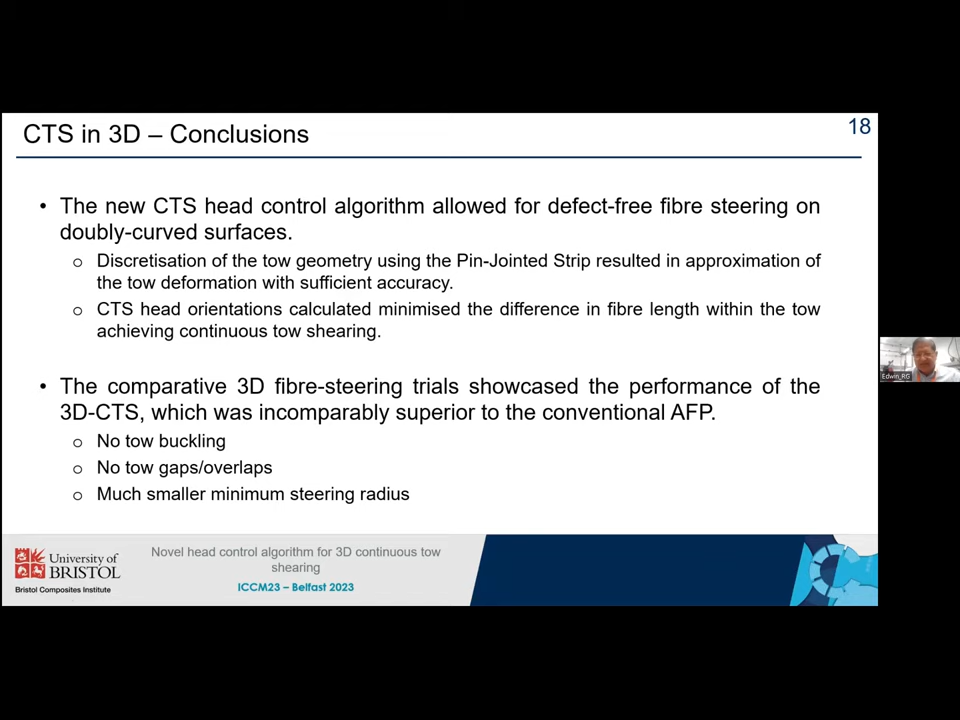 CTS in 3D – Conclusions
18
• The new CTS head control algorithm allowed for defect-free fibre steering on
doubly-curved surfaces.
o Discretisation of the tow geometry using the Pin-Jointed Strip resulted in approximation of
the tow deformation with sufficient accuracy.
o CTS head orientations calculated minimised the difference in fibre length within the tow
achieving continuous tow shearing.
• The comparative 3D fibre-steering trials showcased the performance of the
3D-CTS, which was incomparably superior to the conventional AFP.
o No tow buckling
o No tow gaps/overlaps
o Much smaller minimum steering radius
University of
BRISTOL
Bristol Composites Institute
Novel head control algorithm for 3D continuous tow
shearing
ICCM23 – Belfast 2023
Edwin_RG